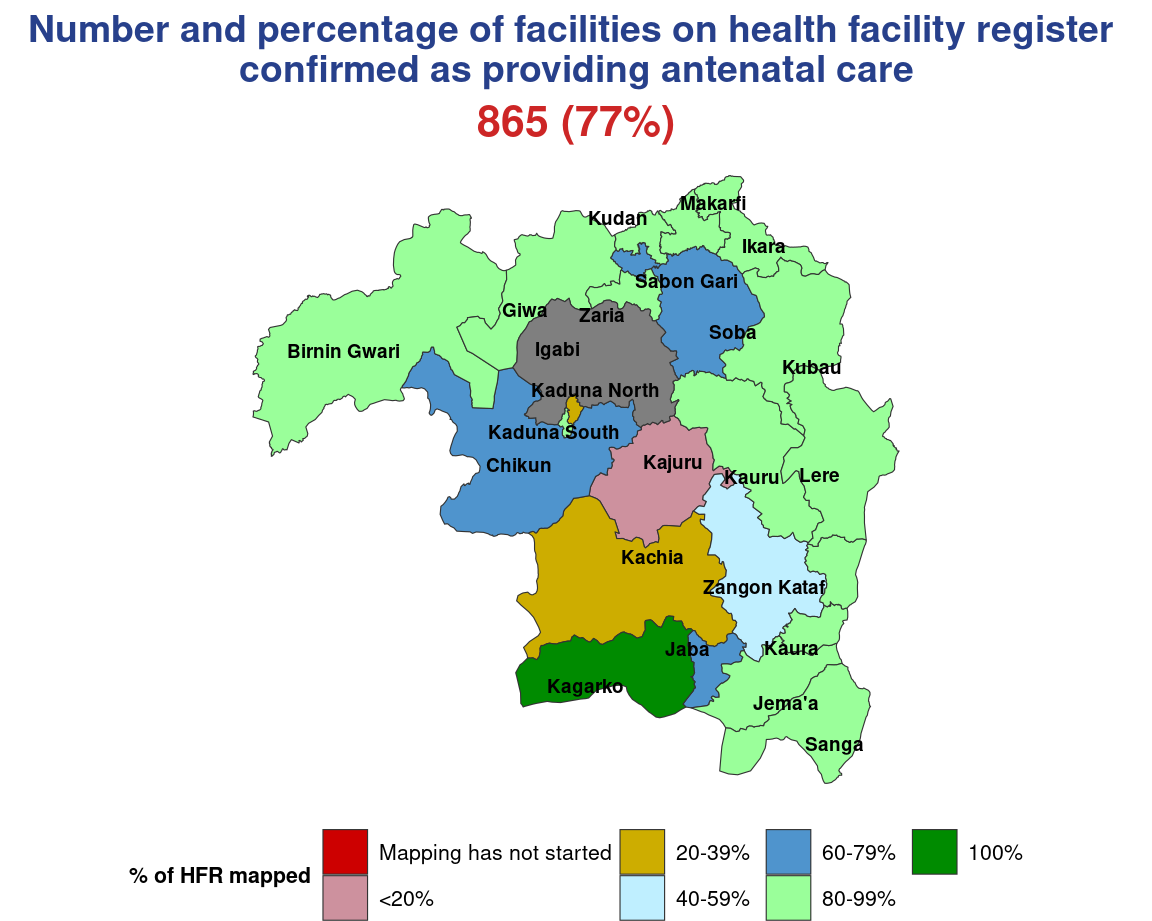 Number and percentage of facilities on health facility register
confirmed as providing antenatal care
865 (77%)
Makarfi
Kudan
Ikara
Sabon Gari
Giwa
Zaria
Soba
Birnin Gwari
Igabi
Kubau
Kaduna North
Kaduna South
Chikun
Kajuru
Kauru
Lere
Kachia
Zangon Kataf
Jaba
Kaura
Kagarko
Jema'a
Sanga
% of HFR mapped
Mapping has not started
<20%
20-39%
40-59%
60-79%
80-99%
100%